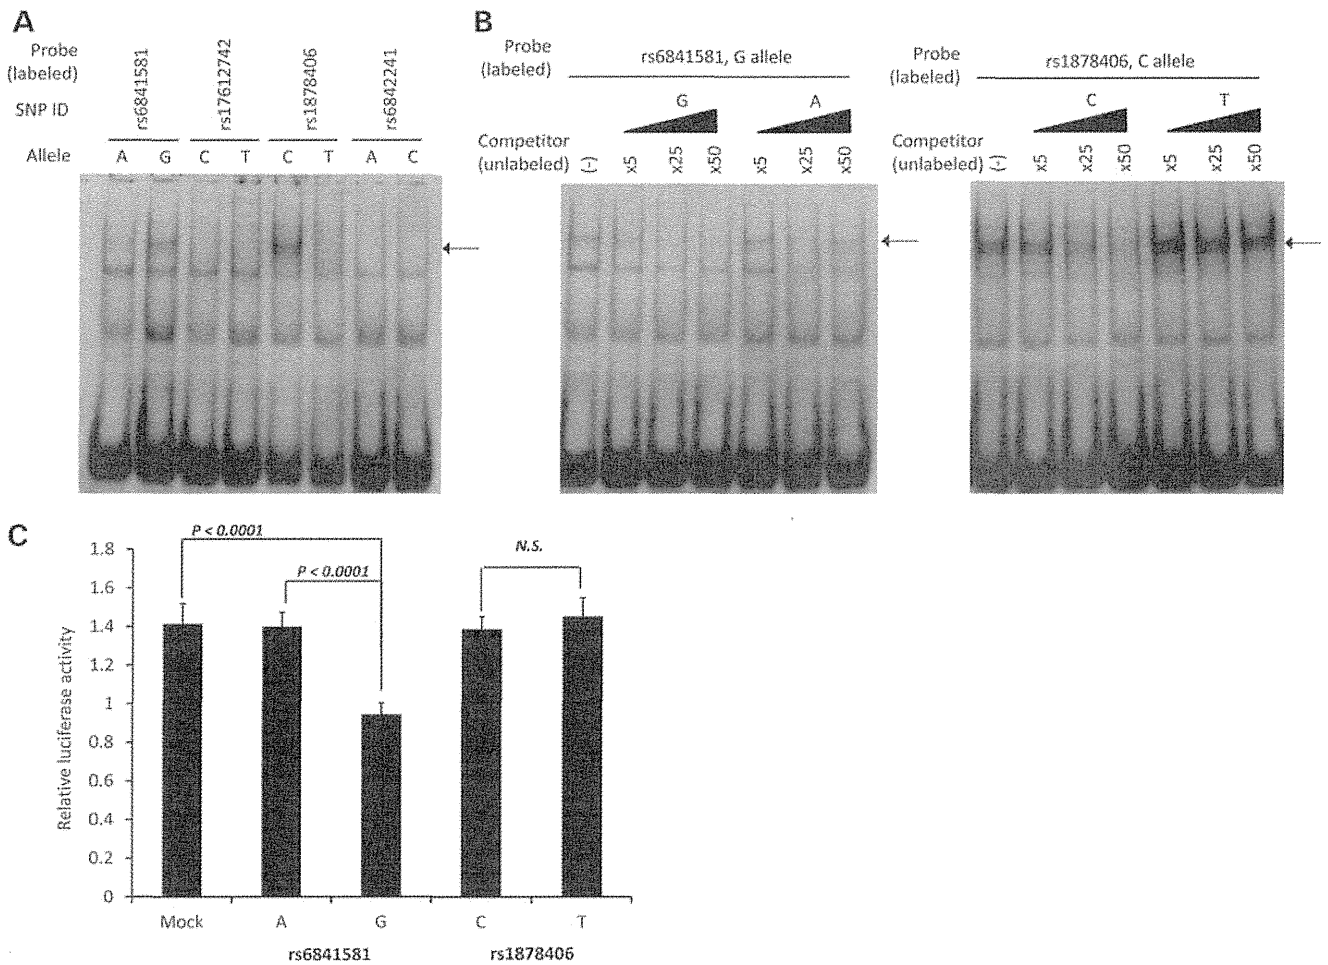 A
Probe
(labeled)
SNP ID
rs6841581
rs17612742
rs1878406
rs6842241
Allele
A G C T C T A C
B
Probe
(labeled)
rs6841581, G allele
G A
Competitor
(unlabeled)
(-) x5 x25 x50 x5 x25 x50
Probe
(labeled)
rs1878406, C allele
C T
Competitor
(unlabeled)
(-) x5 x25 x50 x5 x25 x50
C
P < 0.0001
P < 0.0001
N.S.
Relative luciferase activity
1.8
1.6
1.4
1.2
1
0.8
0.6
0.4
0.2
0
Mock A G C T
rs6841581 rs1878406